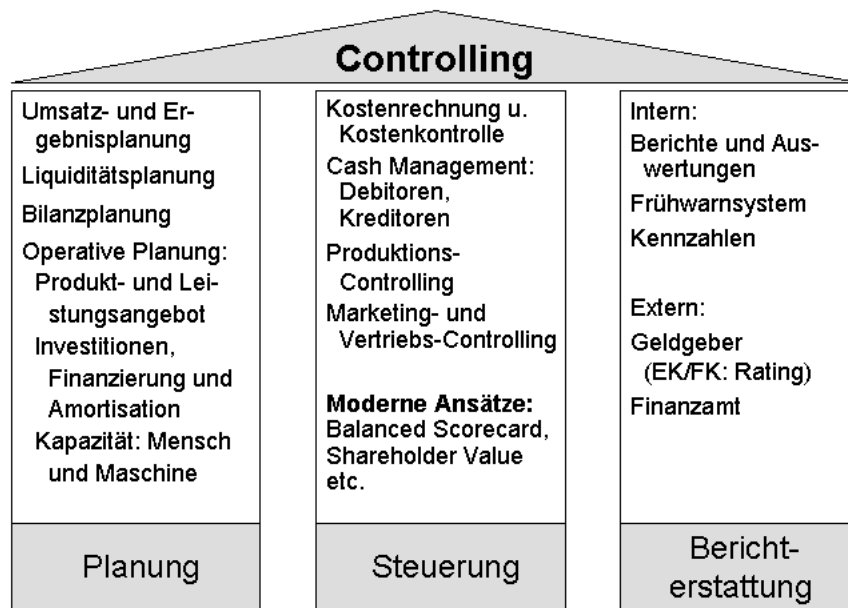 Controlling
Umsatz- und Er-
gebnisplanung
Liquiditätsplanung
Bilanzplanung
Operative Planung:
Produkt- und Lei-
stungsangebot
Investitionen,
Finanzierung und
Amortisation
Kapazität: Mensch
und Maschine
Planung
Kostenrechnung u.
Kostenkontrolle
Cash Management:
Debitoren,
Kreditoren
Produktions-
Controlling
Marketing- und
Vertriebs-Controlling
Moderne Ansätze:
Balanced Scorecard,
Shareholder Value
etc.
Steuerung
Intern:
Berichte und Aus-
wertungen
Frühwarnsystem
Kennzahlen
Extern:
Geldgeber
(EK/FK: Rating)
Finanzamt
Bericht-
erstattung